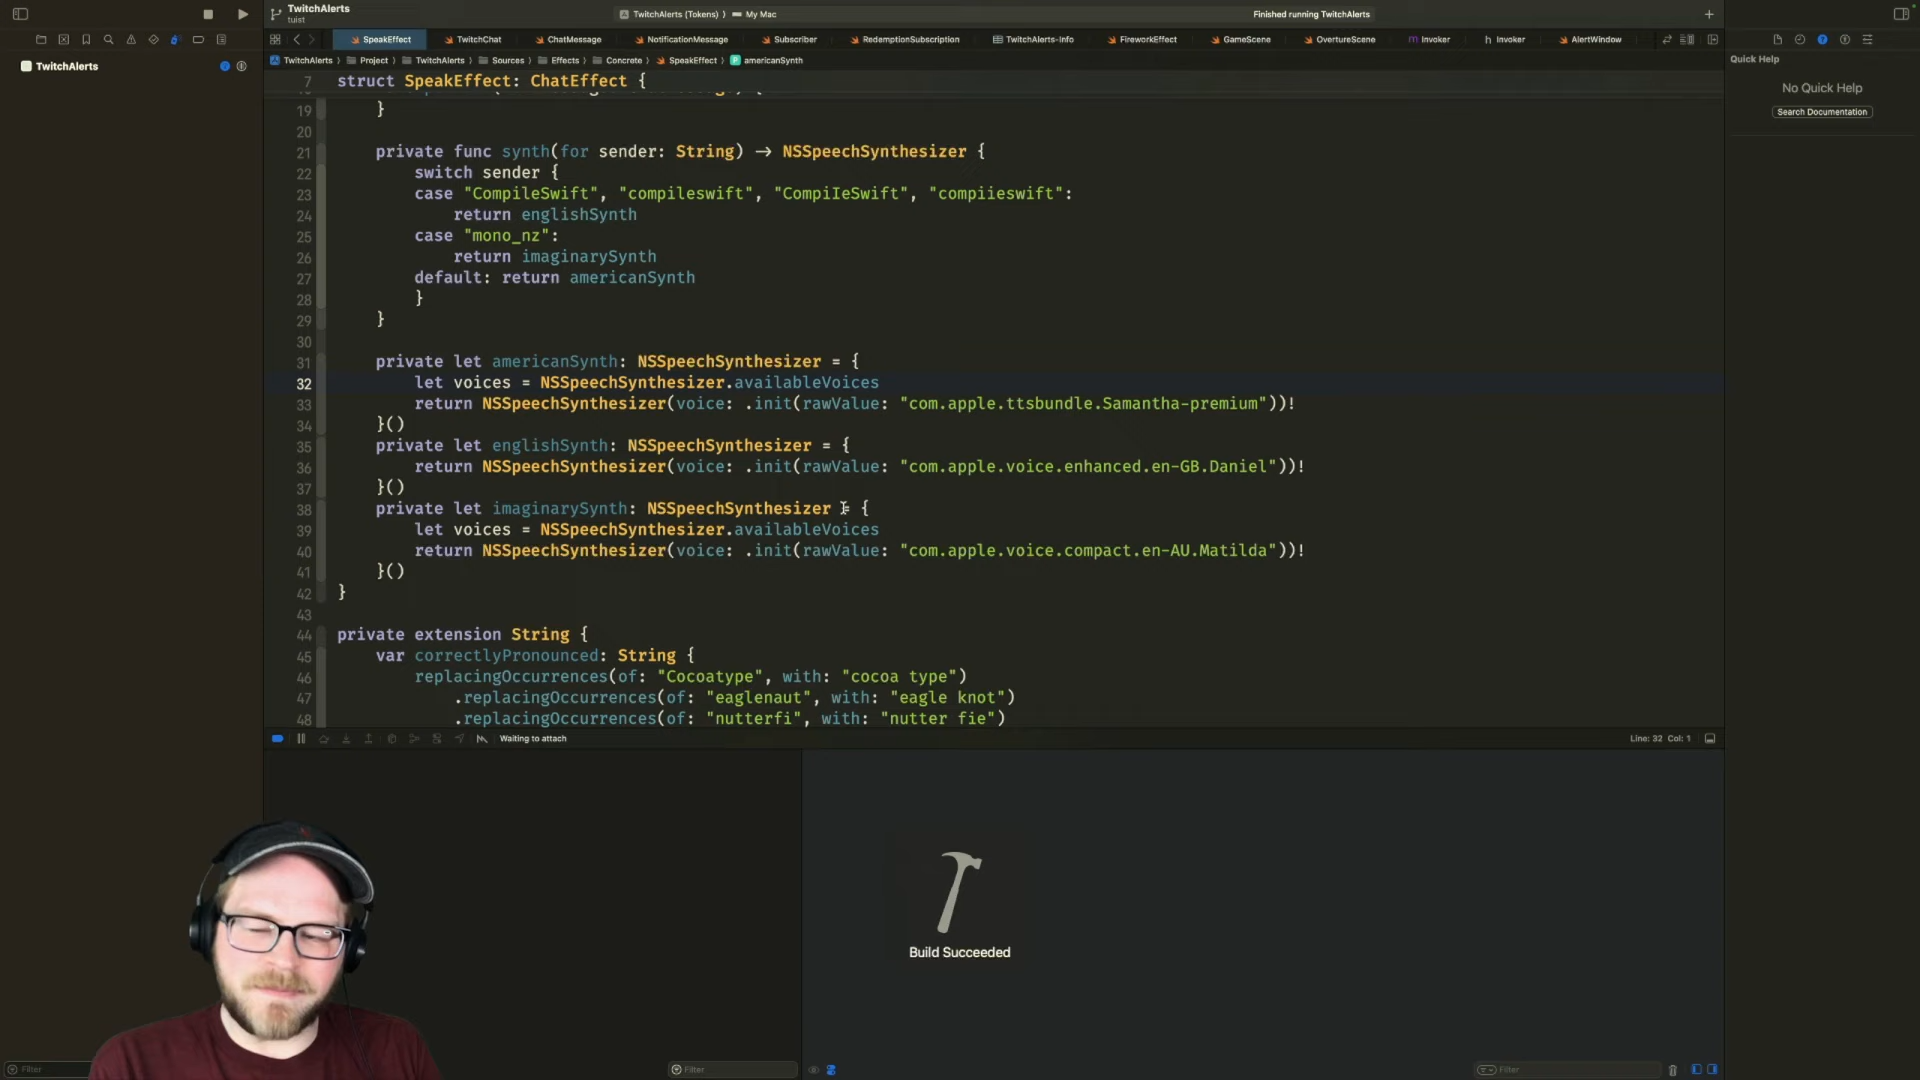 TwitchAlerts
tuist
TwitchAlerts (Tokens) 〉 My Mac
Finished running TwitchAlerts
SpeakEffect
TwitchChat
ChatMessage
NotificationMessage
Subscriber
RedemptionSubscription
TwitchAlerts-Info
FireworkEffect
GameScene
OvertureScene
Invoker
Invoker
AlertWindow
TwitchAlerts
TwitchAlerts 〉 Project 〉 TwitchAlerts 〉 Sources 〉 Effects 〉 Concrete 〉 SpeakEffect 〉 americanSynth
Quick Help
No Quick Help
Search Documentation
7 struct SpeakEffect: ChatEffect {
19 }
20
21 private func synth(for sender: String) -> NSSpeechSynthesizer {
22 switch sender {
23 case "CompileSwift", "compileswift", "CompiIeSwift", "compiieswift":
24 return englishSynth
25 case "mono_nz":
26 return imaginarySynth
27 default: return americanSynth
28 }
29 }
30
31 private let americanSynth: NSSpeechSynthesizer = {
32 let voices = NSSpeechSynthesizer.availableVoices
33 return NSSpeechSynthesizer(voice: .init(rawValue: "com.apple.ttsbundle.Samantha-premium"))!
34 }()
35 private let englishSynth: NSSpeechSynthesizer = {
36 return NSSpeechSynthesizer(voice: .init(rawValue: "com.apple.voice.enhanced.en-GB.Daniel"))!
37 }()
38 private let imaginarySynth: NSSpeechSynthesizer = {
39 let voices = NSSpeechSynthesizer.availableVoices
40 return NSSpeechSynthesizer(voice: .init(rawValue: "com.apple.voice.compact.en-AU.Matilda"))!
41 }()
42 }
43
44 private extension String {
45 var correctlyPronounced: String {
46 replacingOccurrences(of: "Cocoatype", with: "cocoa type")
47 .replacingOccurrences(of: "eaglenaut", with: "eagle knot")
48 .replacingOccurrences(of: "nutterfi", with: "nutter fie")
Waiting to attach
Line: 32 Col: 1
Build Succeeded
Filter
Filter
Filter